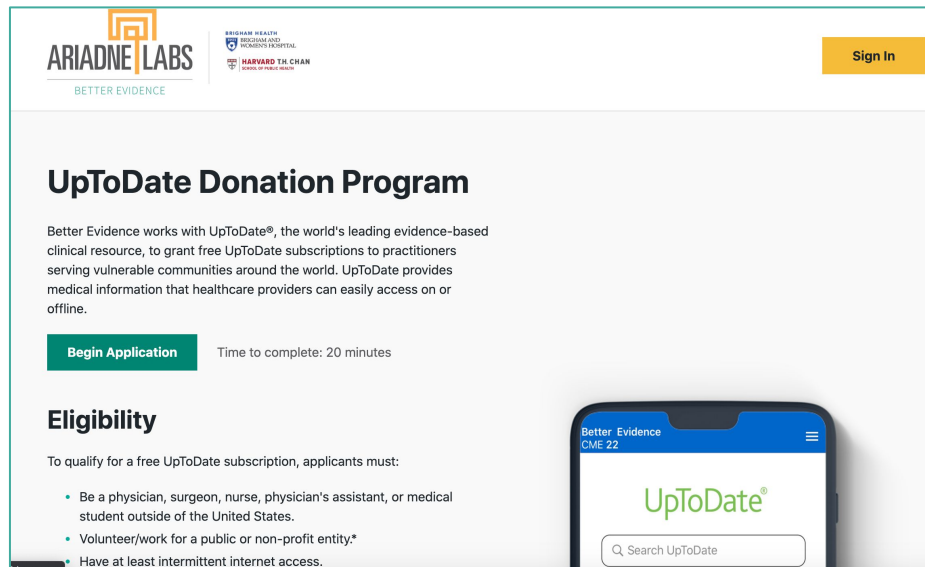 ARIADNE LABS
BETTER EVIDENCE
BRIGHAM HEALTH
BRIGHAM AND
WOMEN'S HOSPITAL
HARVARD T.H. CHAN
SCHOOL OF PUBLIC HEALTH
Sign In
UpToDate Donation Program
Better Evidence works with UpToDate®, the world's leading evidence-based
clinical resource, to grant free UpToDate subscriptions to practitioners
serving vulnerable communities around the world. UpToDate provides
medical information that healthcare providers can easily access on or
offline.
Begin Application
Time to complete: 20 minutes
Eligibility
To qualify for a free UpToDate subscription, applicants must:
• Be a physician, surgeon, nurse, physician's assistant, or medical
student outside of the United States.
• Volunteer/work for a public or non-profit entity.*
• Have at least intermittent internet access.
Better Evidence
CME 22
UpToDate®
Search UpToDate